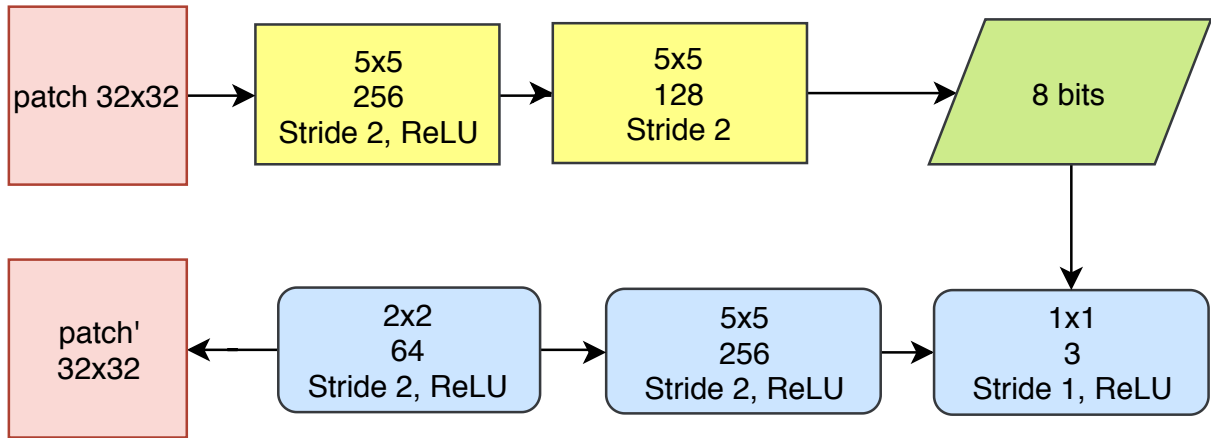 patch 32x32
5x5
256
Stride 2, ReLU
5x5
128
Stride 2
8 bits
patch'
32x32
2x2
64
Stride 2, ReLU
5x5
256
Stride 2, ReLU
1x1
3
Stride 1, ReLU